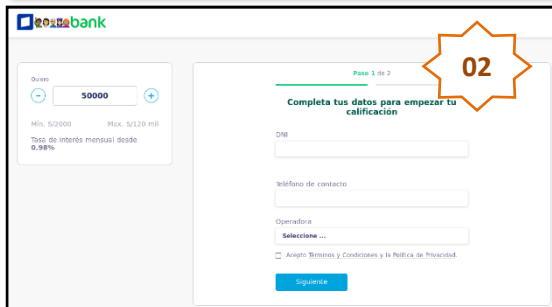 bank
02
Quiero
50000
Mín. S/2000 Max. S/120 mil
Tasa de interés mensual desde
0.98%
Paso 1 de 2
Completa tus datos para empezar tu
calificación
DNI
Teléfono de contacto
Operadora
Seleccione ...
Acepto Términos y Condiciones y la Política de Privacidad.
Siguiente